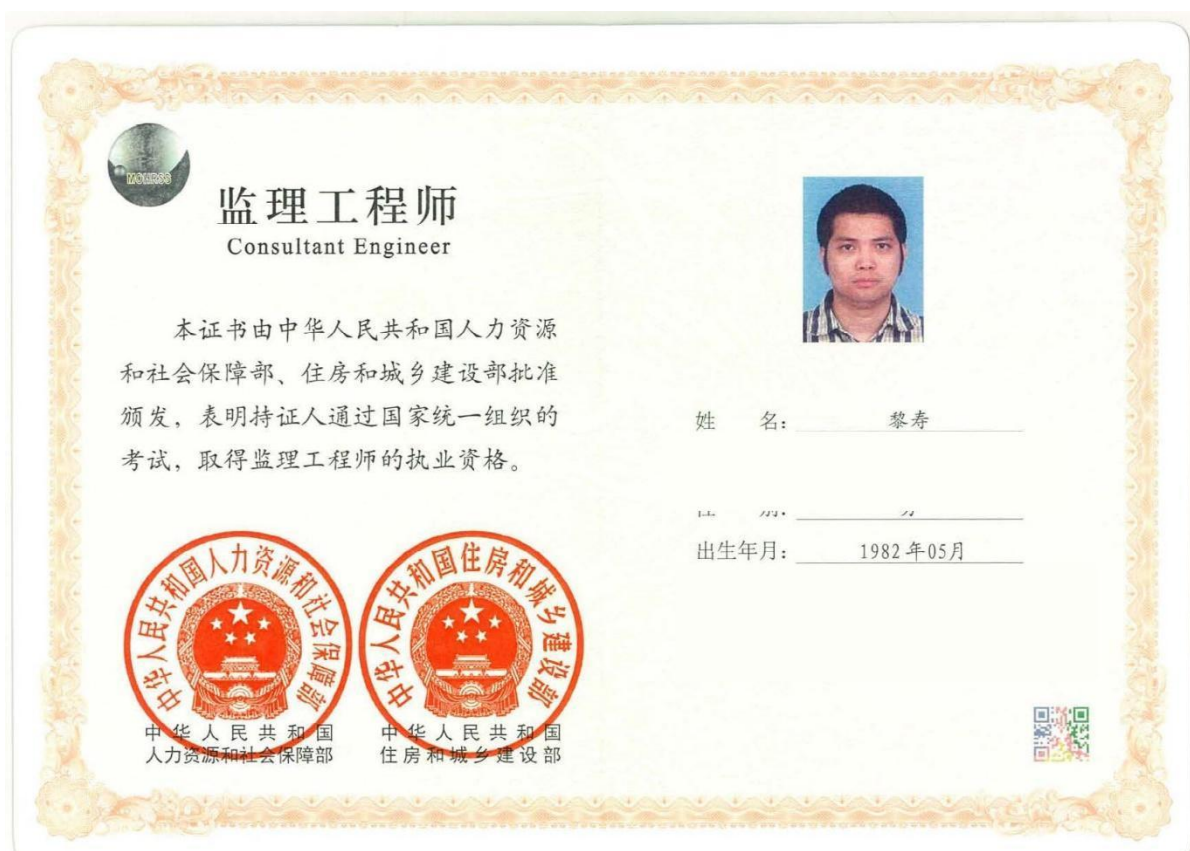 MOHRSS
监理工程师
Consultant Engineer
本证书由中华人民共和国人力资源
和社会保障部、住房和城乡建设部批准
颁发，表明持证人通过国家统一组织的
考试，取得监理工程师的执业资格。
中华人民共和国人力资源和社会保障部
中华人民共和国住房和城乡建设部
中华人民共和国
人力资源和社会保障部
中华人民共和国
住房和城乡建设部
姓 名： 黎寿
出生年月： 1982年05月